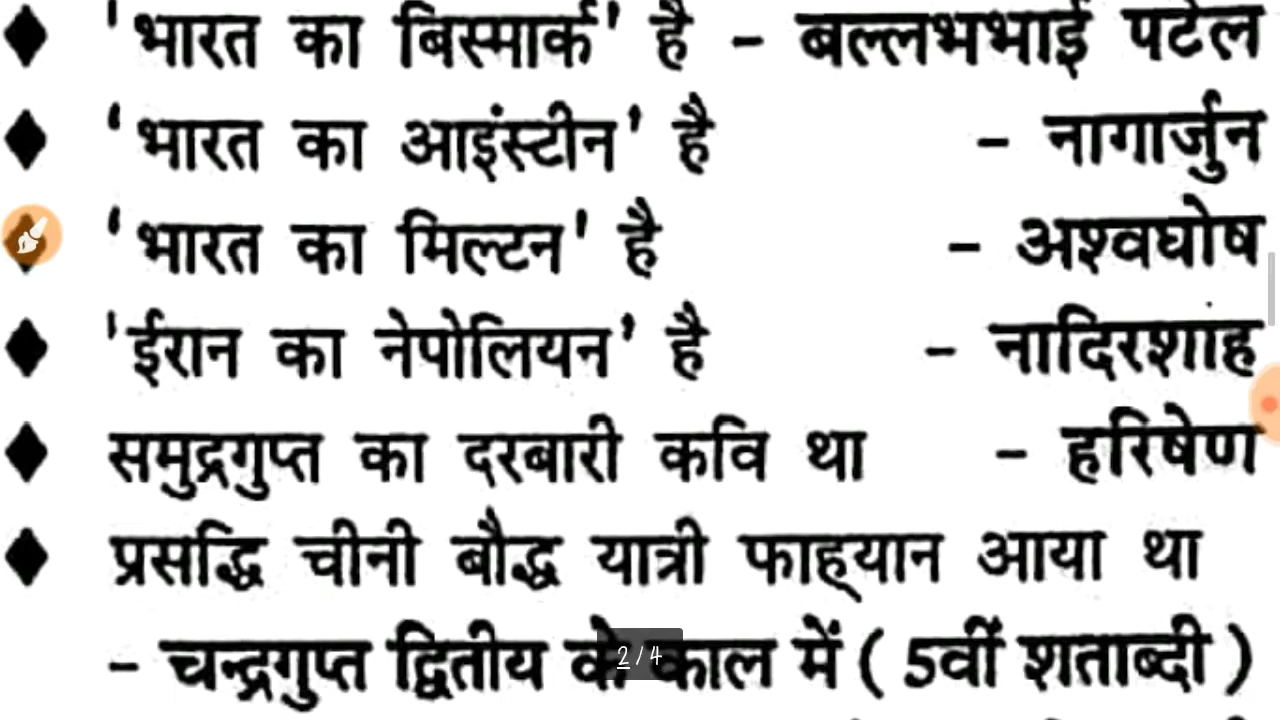 ♦ 'भारत का बिस्मार्क' है - बल्लभभाई पटेल
♦ 'भारत का आइंस्टीन' है - नागार्जुन
♦ 'भारत का मिल्टन' है - अश्वघोष
♦ 'ईरान का नेपोलियन' है - नादिरशाह
♦ समुद्रगुप्त का दरबारी कवि था - हरिषेण
♦ प्रसद्धि चीनी बौद्ध यात्री फाह्यान आया था
- चन्द्रगुप्त द्वितीय के काल में ( 5वीं शताब्दी )
2 / 4